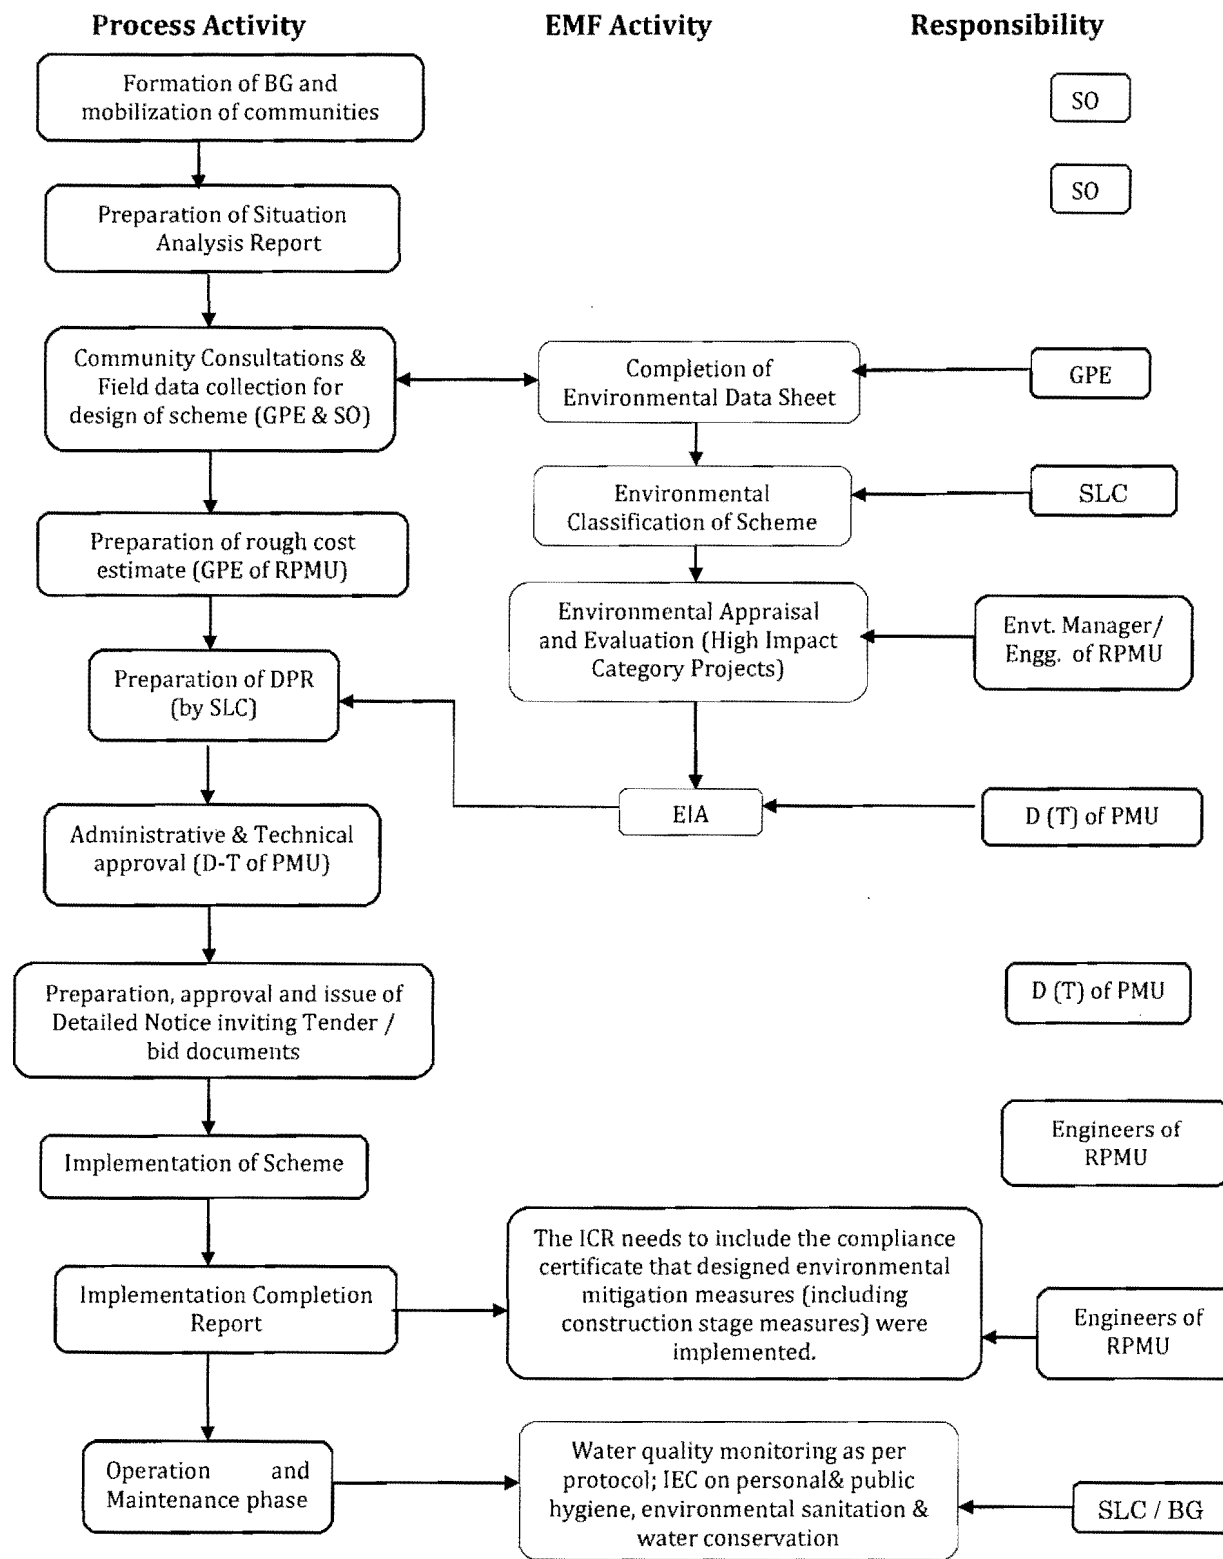 Process Activity
EMF Activity
Responsibility
Formation of BG and
mobilization of communities
SO
Preparation of Situation
Analysis Report
SO
Community Consultations &
Field data collection for
design of scheme (GPE & SO)
Completion of
Environmental Data Sheet
GPE
Environmental
Classification of Scheme
SLC
Preparation of rough cost
estimate (GPE of RPMU)
Environmental Appraisal
and Evaluation (High Impact
Category Projects)
Envt. Manager/
Engg. of RPMU
Preparation of DPR
(by SLC)
EIA
D (T) of PMU
Administrative & Technical
approval (D-T of PMU)
Preparation, approval and issue of
Detailed Notice inviting Tender /
bid documents
D (T) of PMU
Implementation of Scheme
Engineers of
RPMU
Implementation Completion
Report
The ICR needs to include the compliance
certificate that designed environmental
mitigation measures (including
construction stage measures) were
implemented.
Engineers of
RPMU
Operation and
Maintenance phase
Water quality monitoring as per
protocol; IEC on personal& public
hygiene, environmental sanitation &
water conservation
SLC / BG